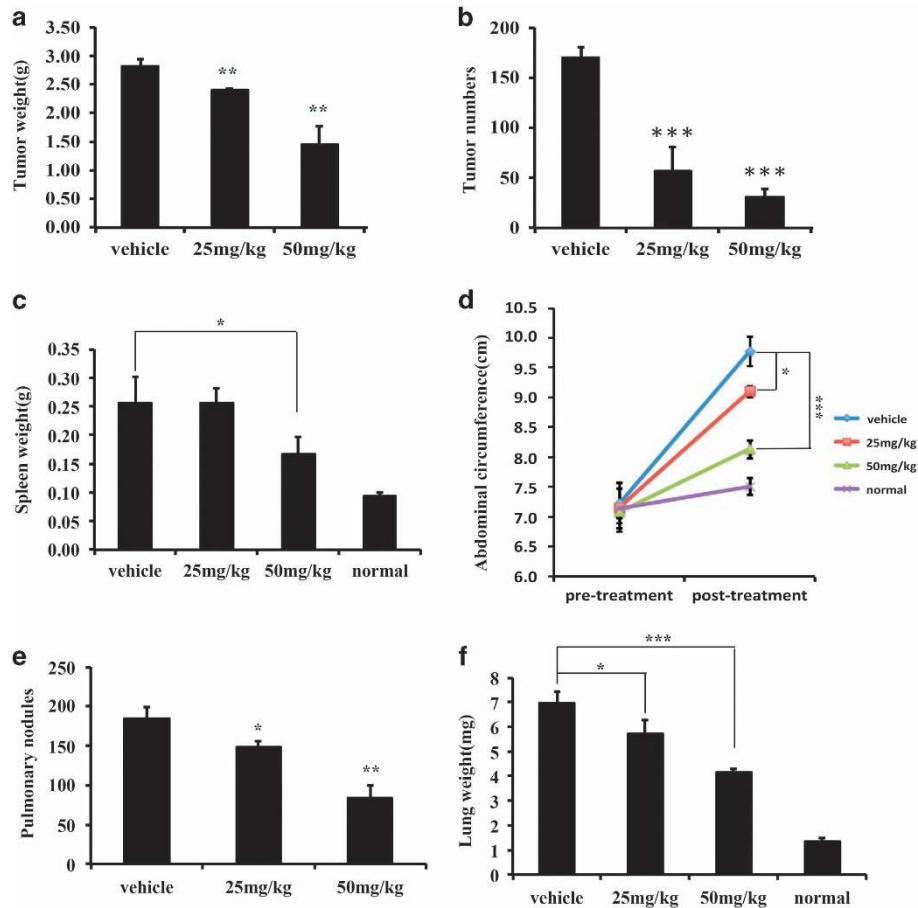 a
Tumor weight(g)
3.50
3.00
2.50
2.00
1.50
1.00
0.50
0.00
**
**
vehicle 25mg/kg 50mg/kg
b
Tumor numbers
200
150
100
50
0
***
***
vehicle 25mg/kg 50mg/kg
c
Spleen weight(g)
0.35
0.30
0.25
0.20
0.15
0.10
0.05
0.00
*
vehicle 25mg/kg 50mg/kg normal
d
Abdominal circumference(cm)
10.5
10.0
9.5
9.0
8.5
8.0
7.5
7.0
6.5
6.0
*
***
pre-treatment post-treatment
vehicle
25mg/kg
50mg/kg
normal
e
Pulmonary nodules
250
200
150
100
50
0
*
**
vehicle 25mg/kg 50mg/kg
f
Lung weight(mg)
8
7
6
5
4
3
2
1
0
***
*
vehicle 25mg/kg 50mg/kg normal